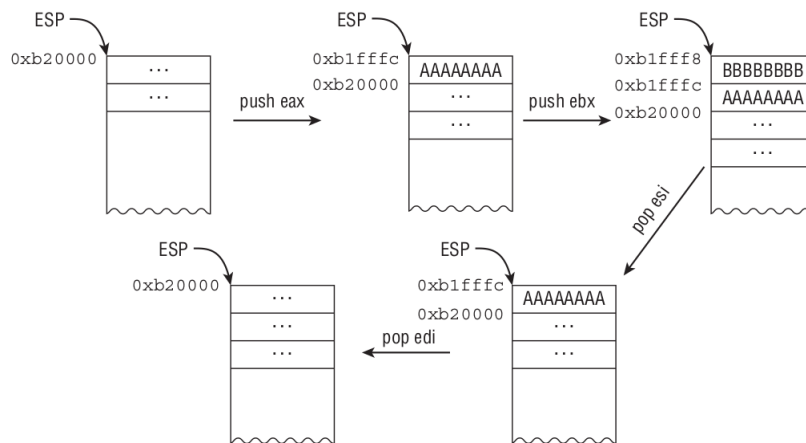 ESP
0xb20000
...
...
push eax
ESP
0xb1fffc
0xb20000
AAAAAAAA
...
...
push ebx
ESP
0xb1fff8
0xb1fffc
0xb20000
BBBBBBBB
AAAAAAAA
...
...
pop esi
ESP
0xb1fffc
0xb20000
AAAAAAAA
...
...
pop edi
ESP
0xb20000
...
...
...